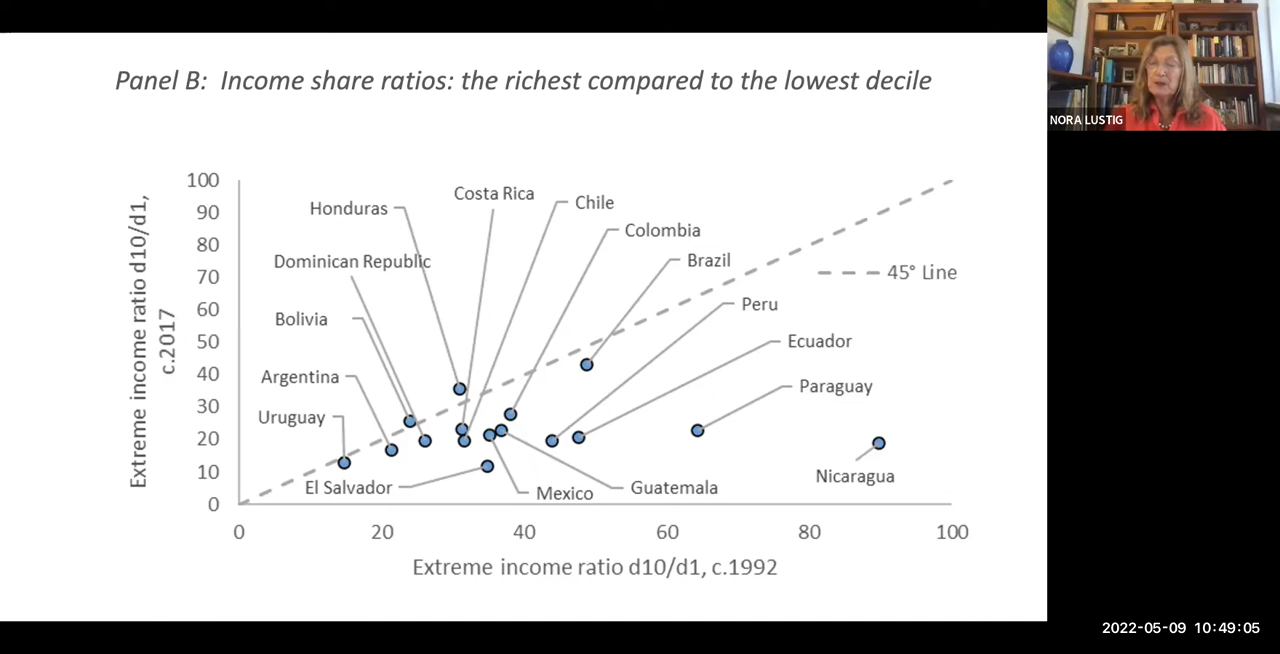 Panel B: Income share ratios: the richest compared to the lowest decile
NORA LUSTIG
Extreme income ratio d10/d1,
c.2017
100
90
80
70
60
50
40
30
20
10
0
Honduras
Costa Rica
Chile
Colombia
Dominican Republic
Brazil
45° Line
Bolivia
Peru
Ecuador
Argentina
Paraguay
Uruguay
El Salvador
Mexico
Guatemala
Nicaragua
0
20
40
60
80
100
Extreme income ratio d10/d1, c.1992
2022-05-09 10:49:05